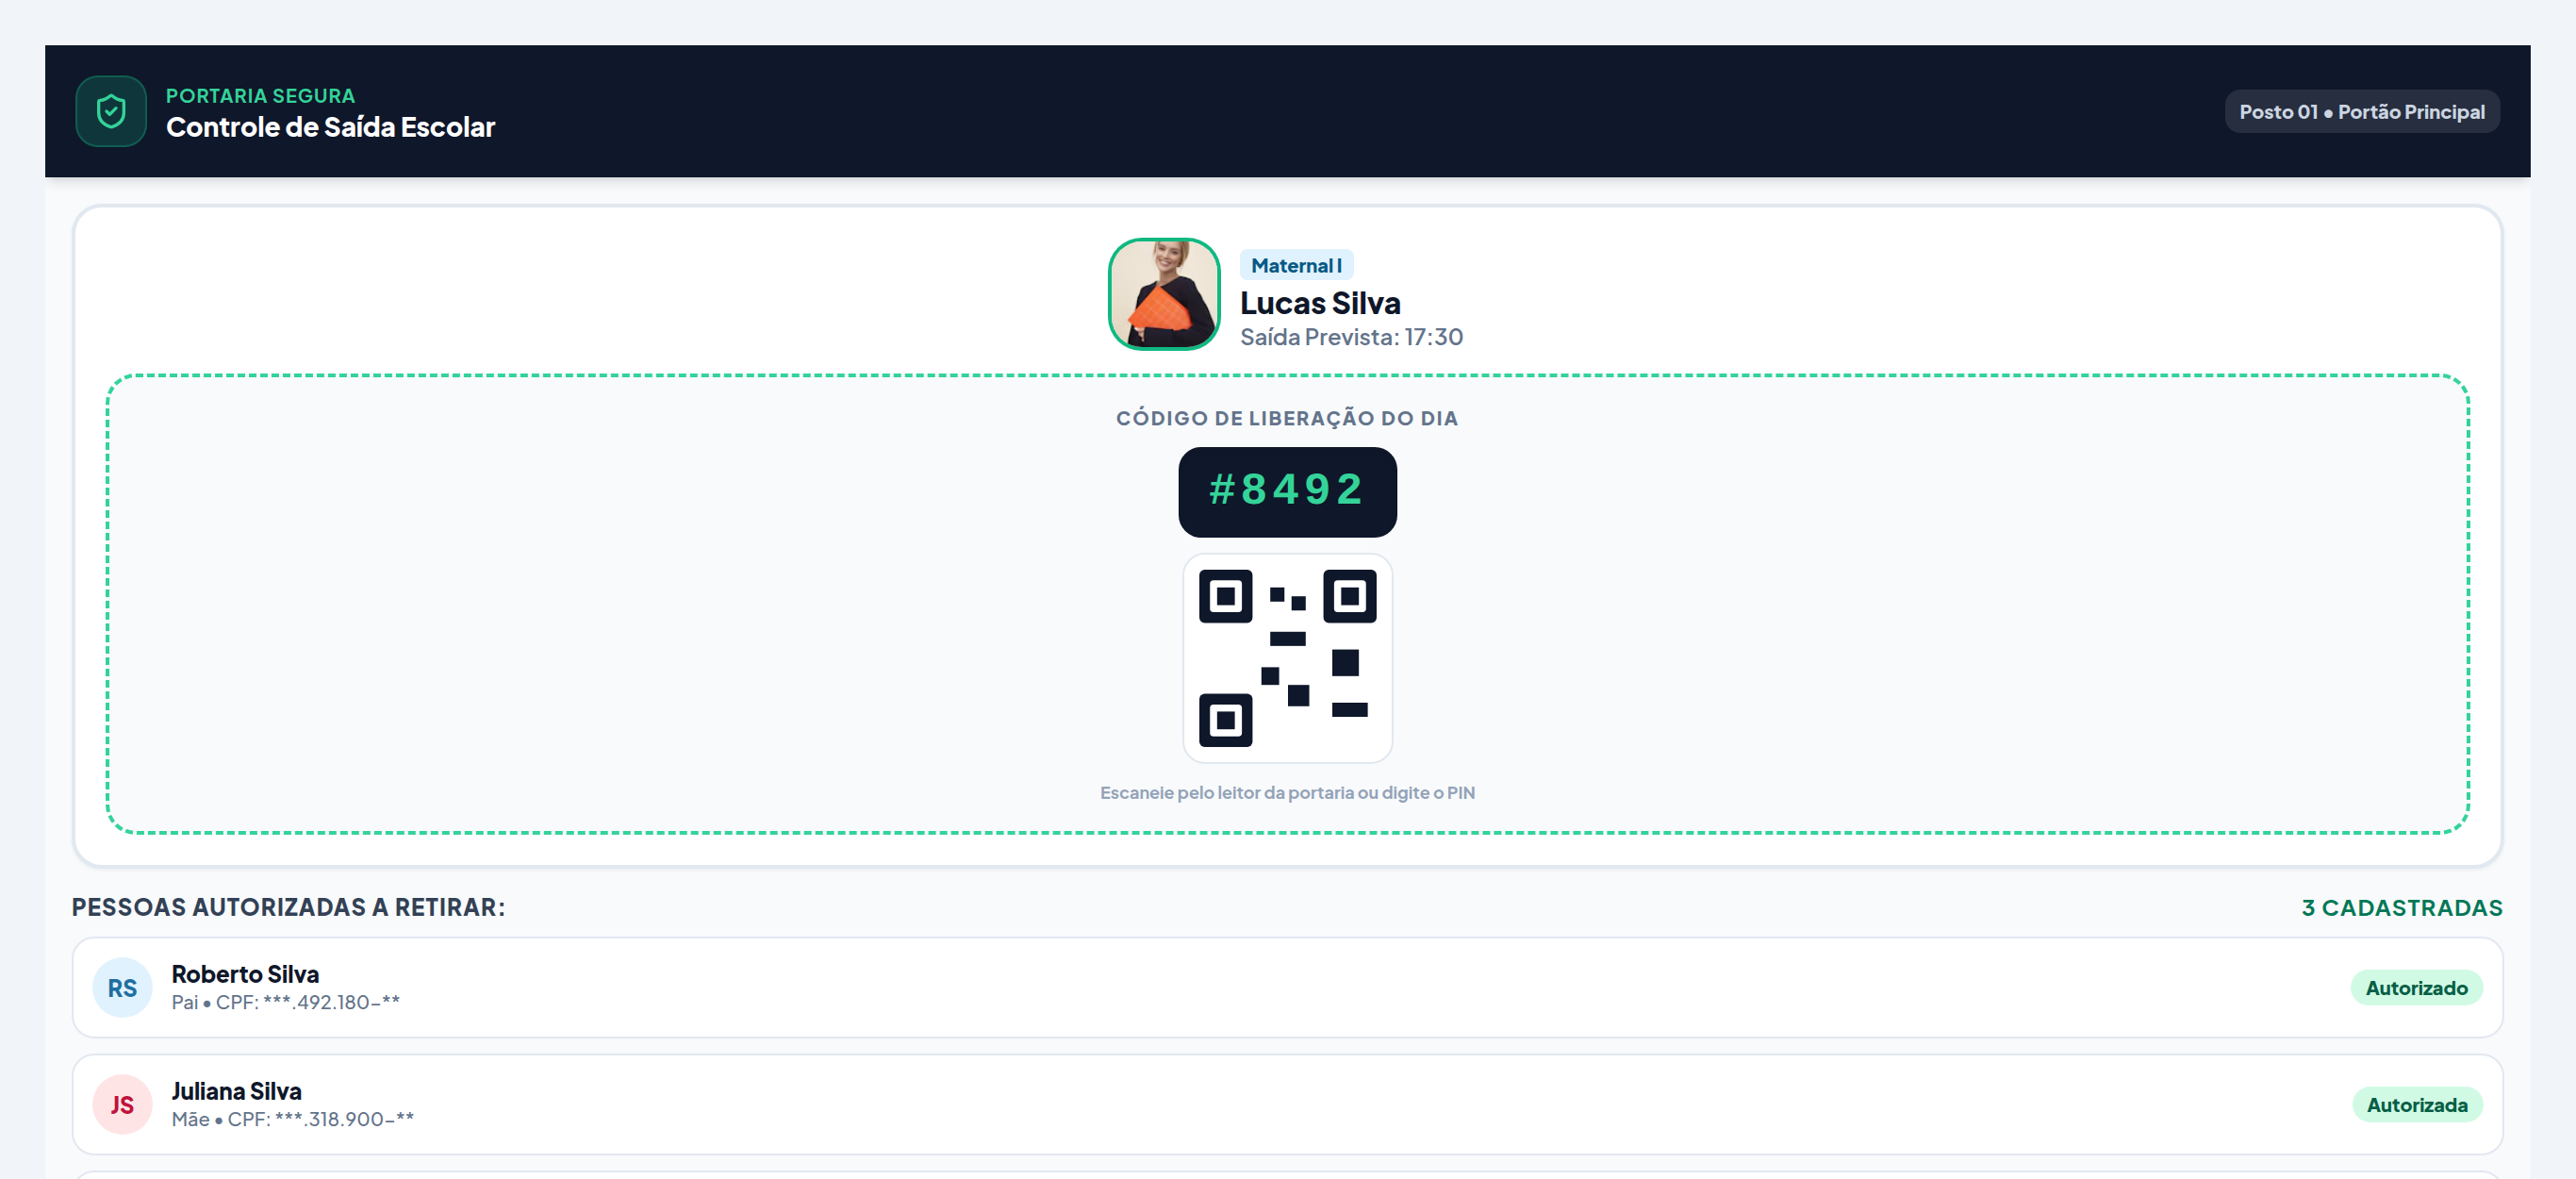 PORTARIA SEGURA
Controle de Saída Escolar
Posto 01 • Portão Principal
Maternal I
Lucas Silva
Saída Prevista: 17:30
CÓDIGO DE LIBERAÇÃO DO DIA
#8492
Escaneie pelo leitor da portaria ou digite o PIN
PESSOAS AUTORIZADAS A RETIRAR:
3 CADASTRADAS
RS
Roberto Silva
Pai • CPF: ***.492.180-**
Autorizado
JS
Juliana Silva
Mãe • CPF: ***.318.900-**
Autorizada